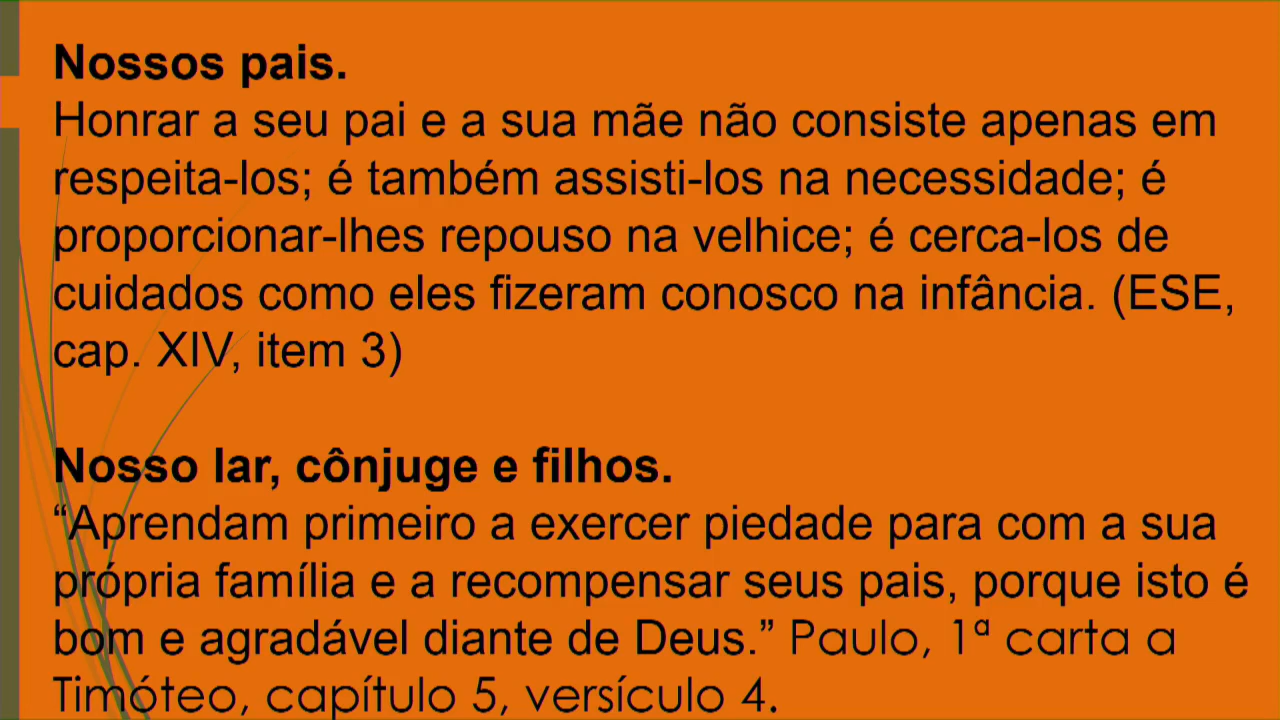 Nossos pais.
Honrar a seu pai e a sua mãe não consiste apenas em
respeita-los; é também assisti-los na necessidade; é
proporcionar-lhes repouso na velhice; é cerca-los de
cuidados como eles fizeram conosco na infância. (ESE,
cap. XIV, item 3)
Nosso lar, cônjuge e filhos.
“Aprendam primeiro a exercer piedade para com a sua
própria família e a recompensar seus pais, porque isto é
bom e agradável diante de Deus.” Paulo, 1ª carta a
Timóteo, capítulo 5, versículo 4.